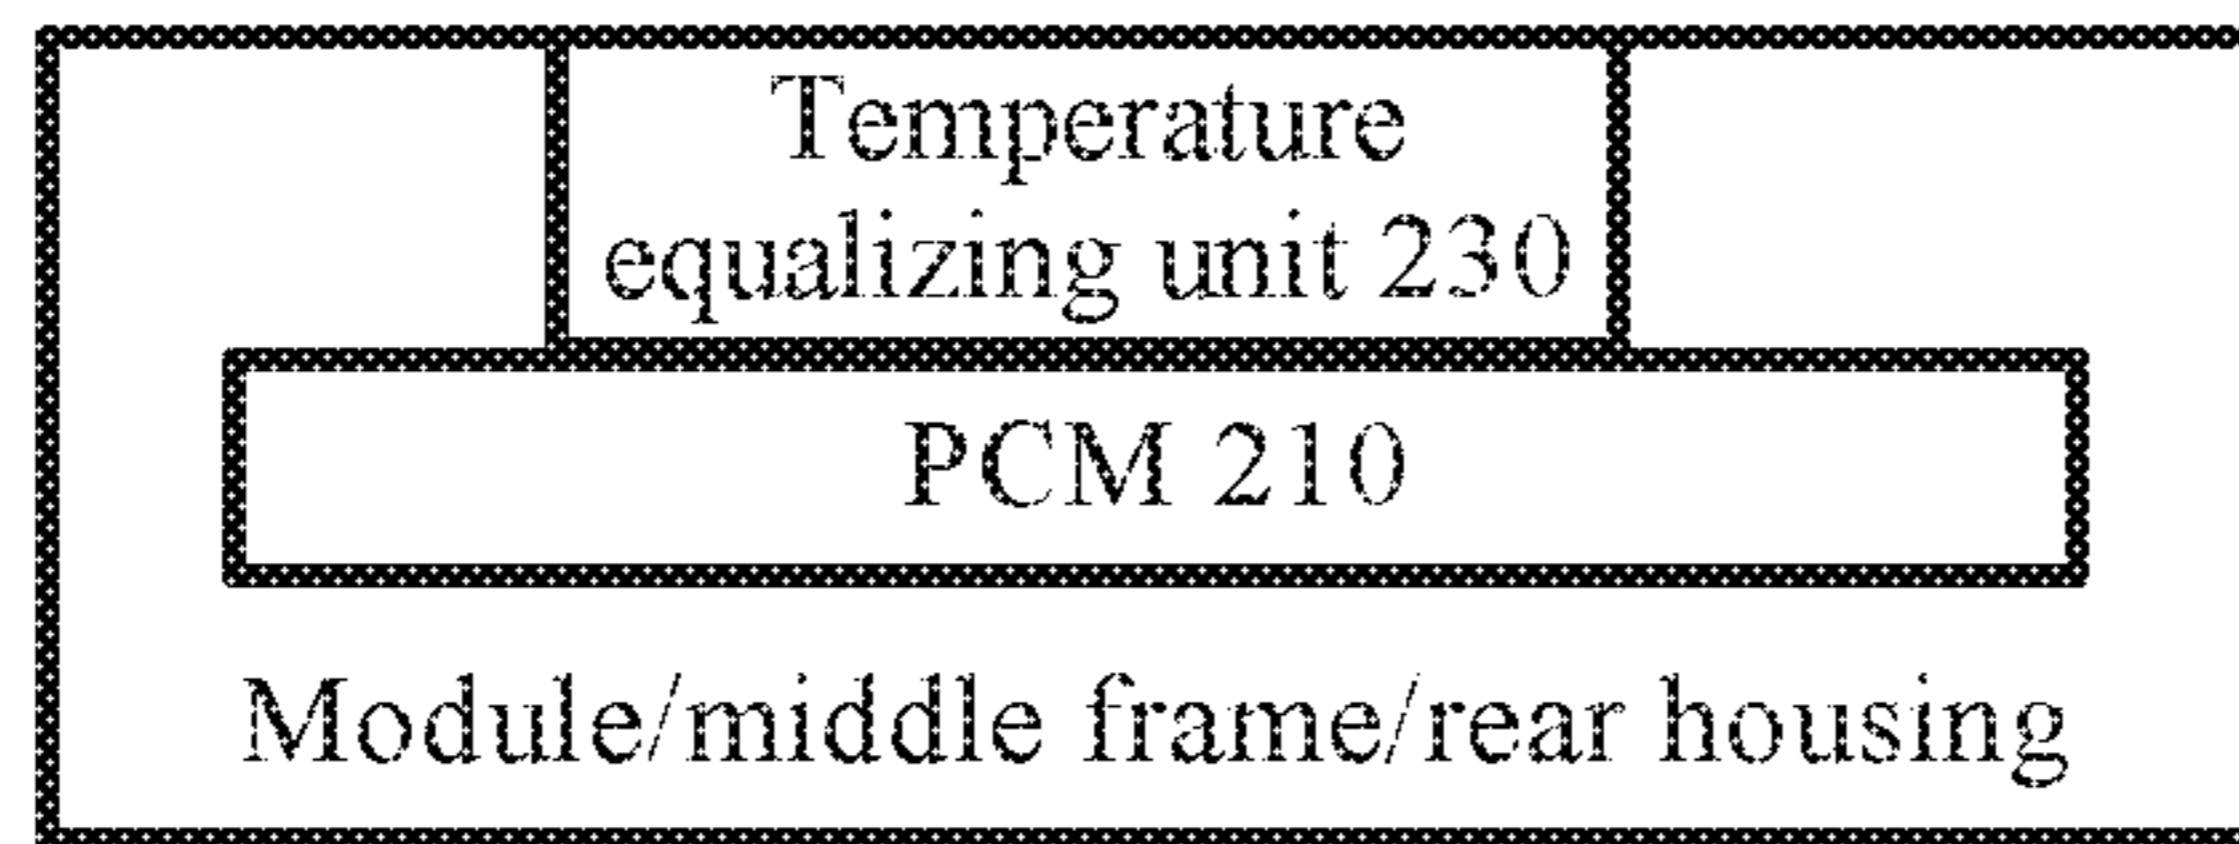 Temperature
equalizing unit 230
PCM 210
Module/middle frame/rear housing